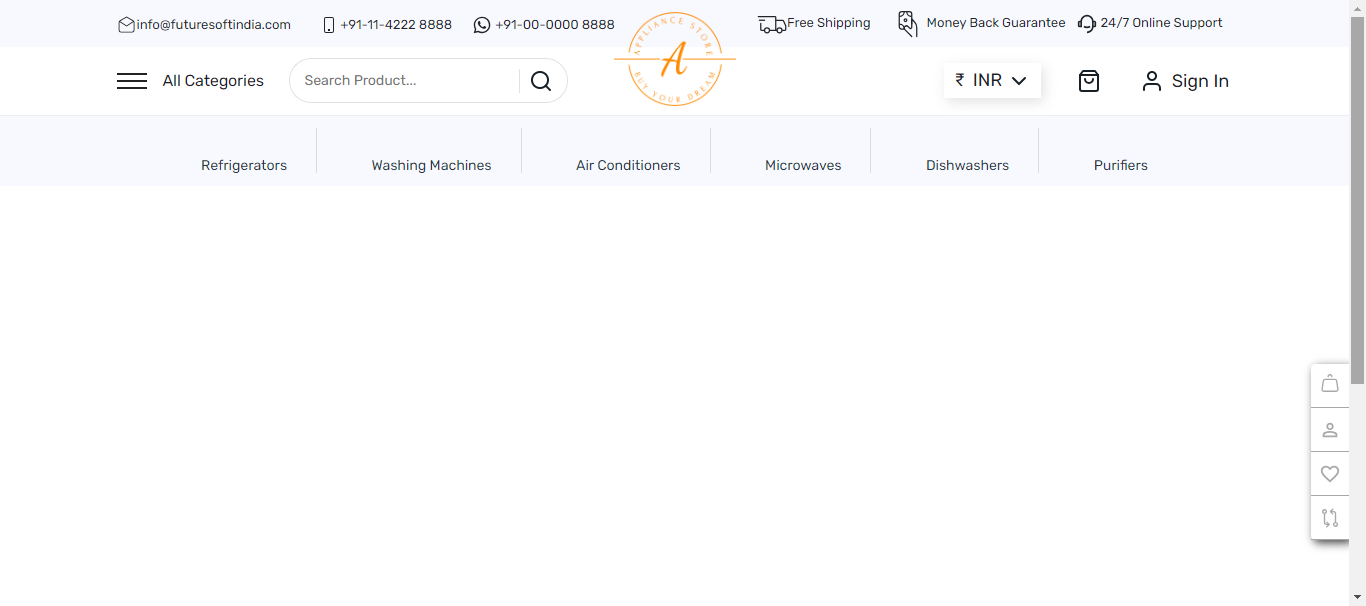 info@futuresoftindia.com +91-11-4222 8888 +91-00-0000 8888 Free Shipping Money Back Guarantee 24/7 Online Support
APPLIANCE STORE
A
BUY YOUR DREAM
All Categories Search Product... ₹ INR Sign In
Refrigerators Washing Machines Air Conditioners Microwaves Dishwashers Purifiers